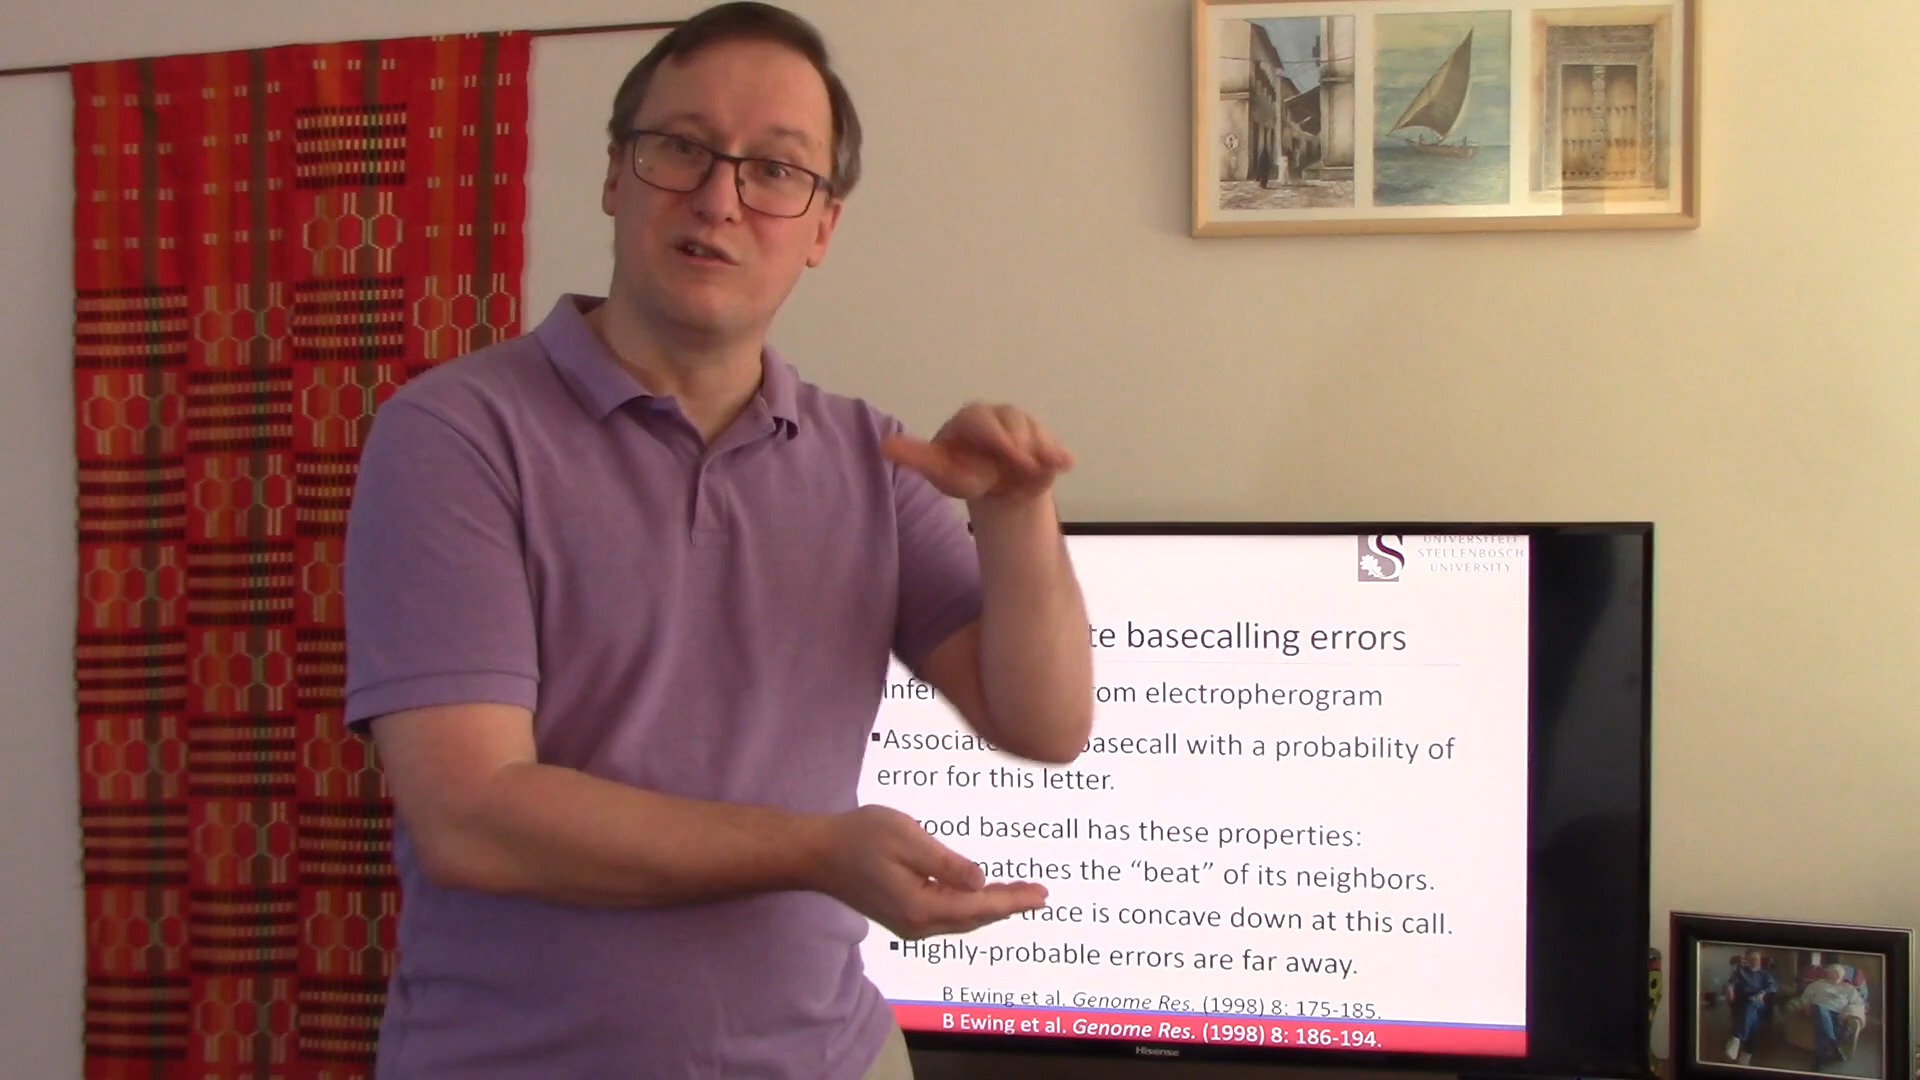 UNIVERSITEIT
STELLENBOSCH
UNIVERSITY
te basecalling errors
Infer om electropherogram
▪Associate basecall with a probability of
error for this letter.
good basecall has these properties:
matches the “beat” of its neighbors.
trace is concave down at this call.
▪Highly-probable errors are far away.
B Ewing et al. Genome Res. (1998) 8: 175-185.
B Ewing et al. Genome Res. (1998) 8: 186-194.
Hisense